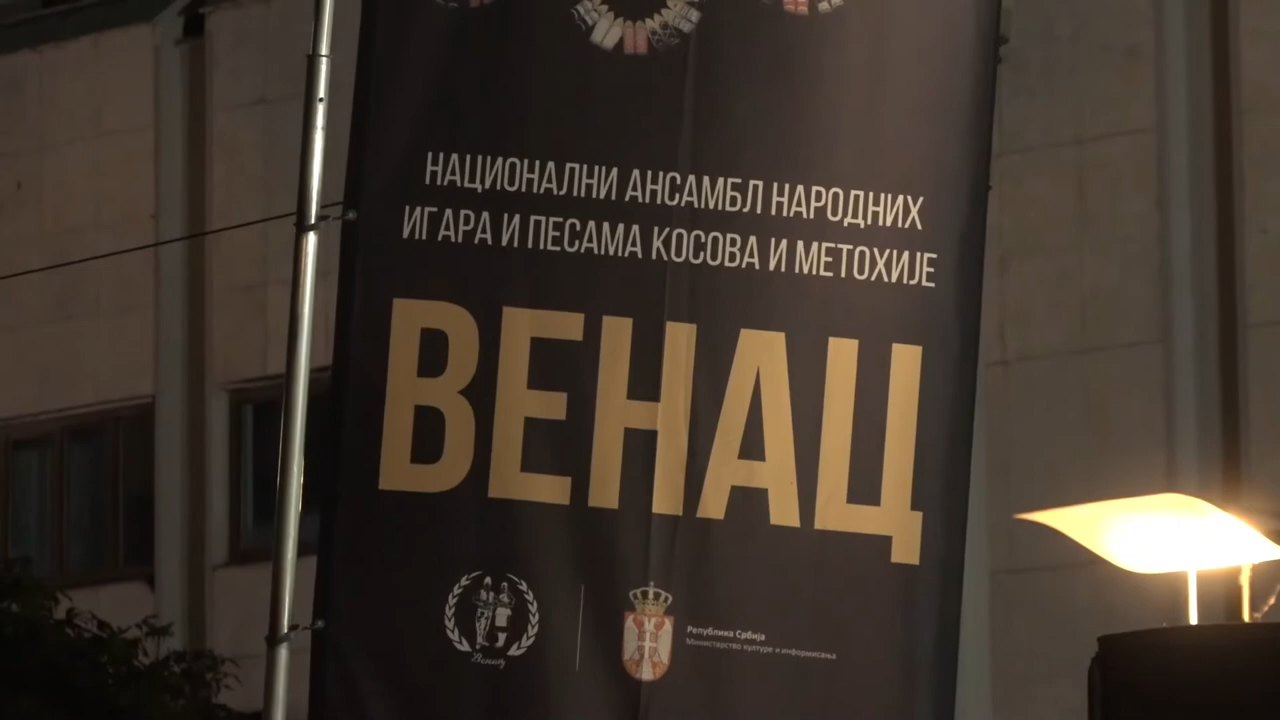 НАЦИОНАЛНИ АНСАМБЛ НАРОДНИХ
ИГАРА И ПЕСАМА КОСОВА И МЕТОХИЈЕ
ВЕНАЦ
Венац
Република Србија
Министарство културе и информисања